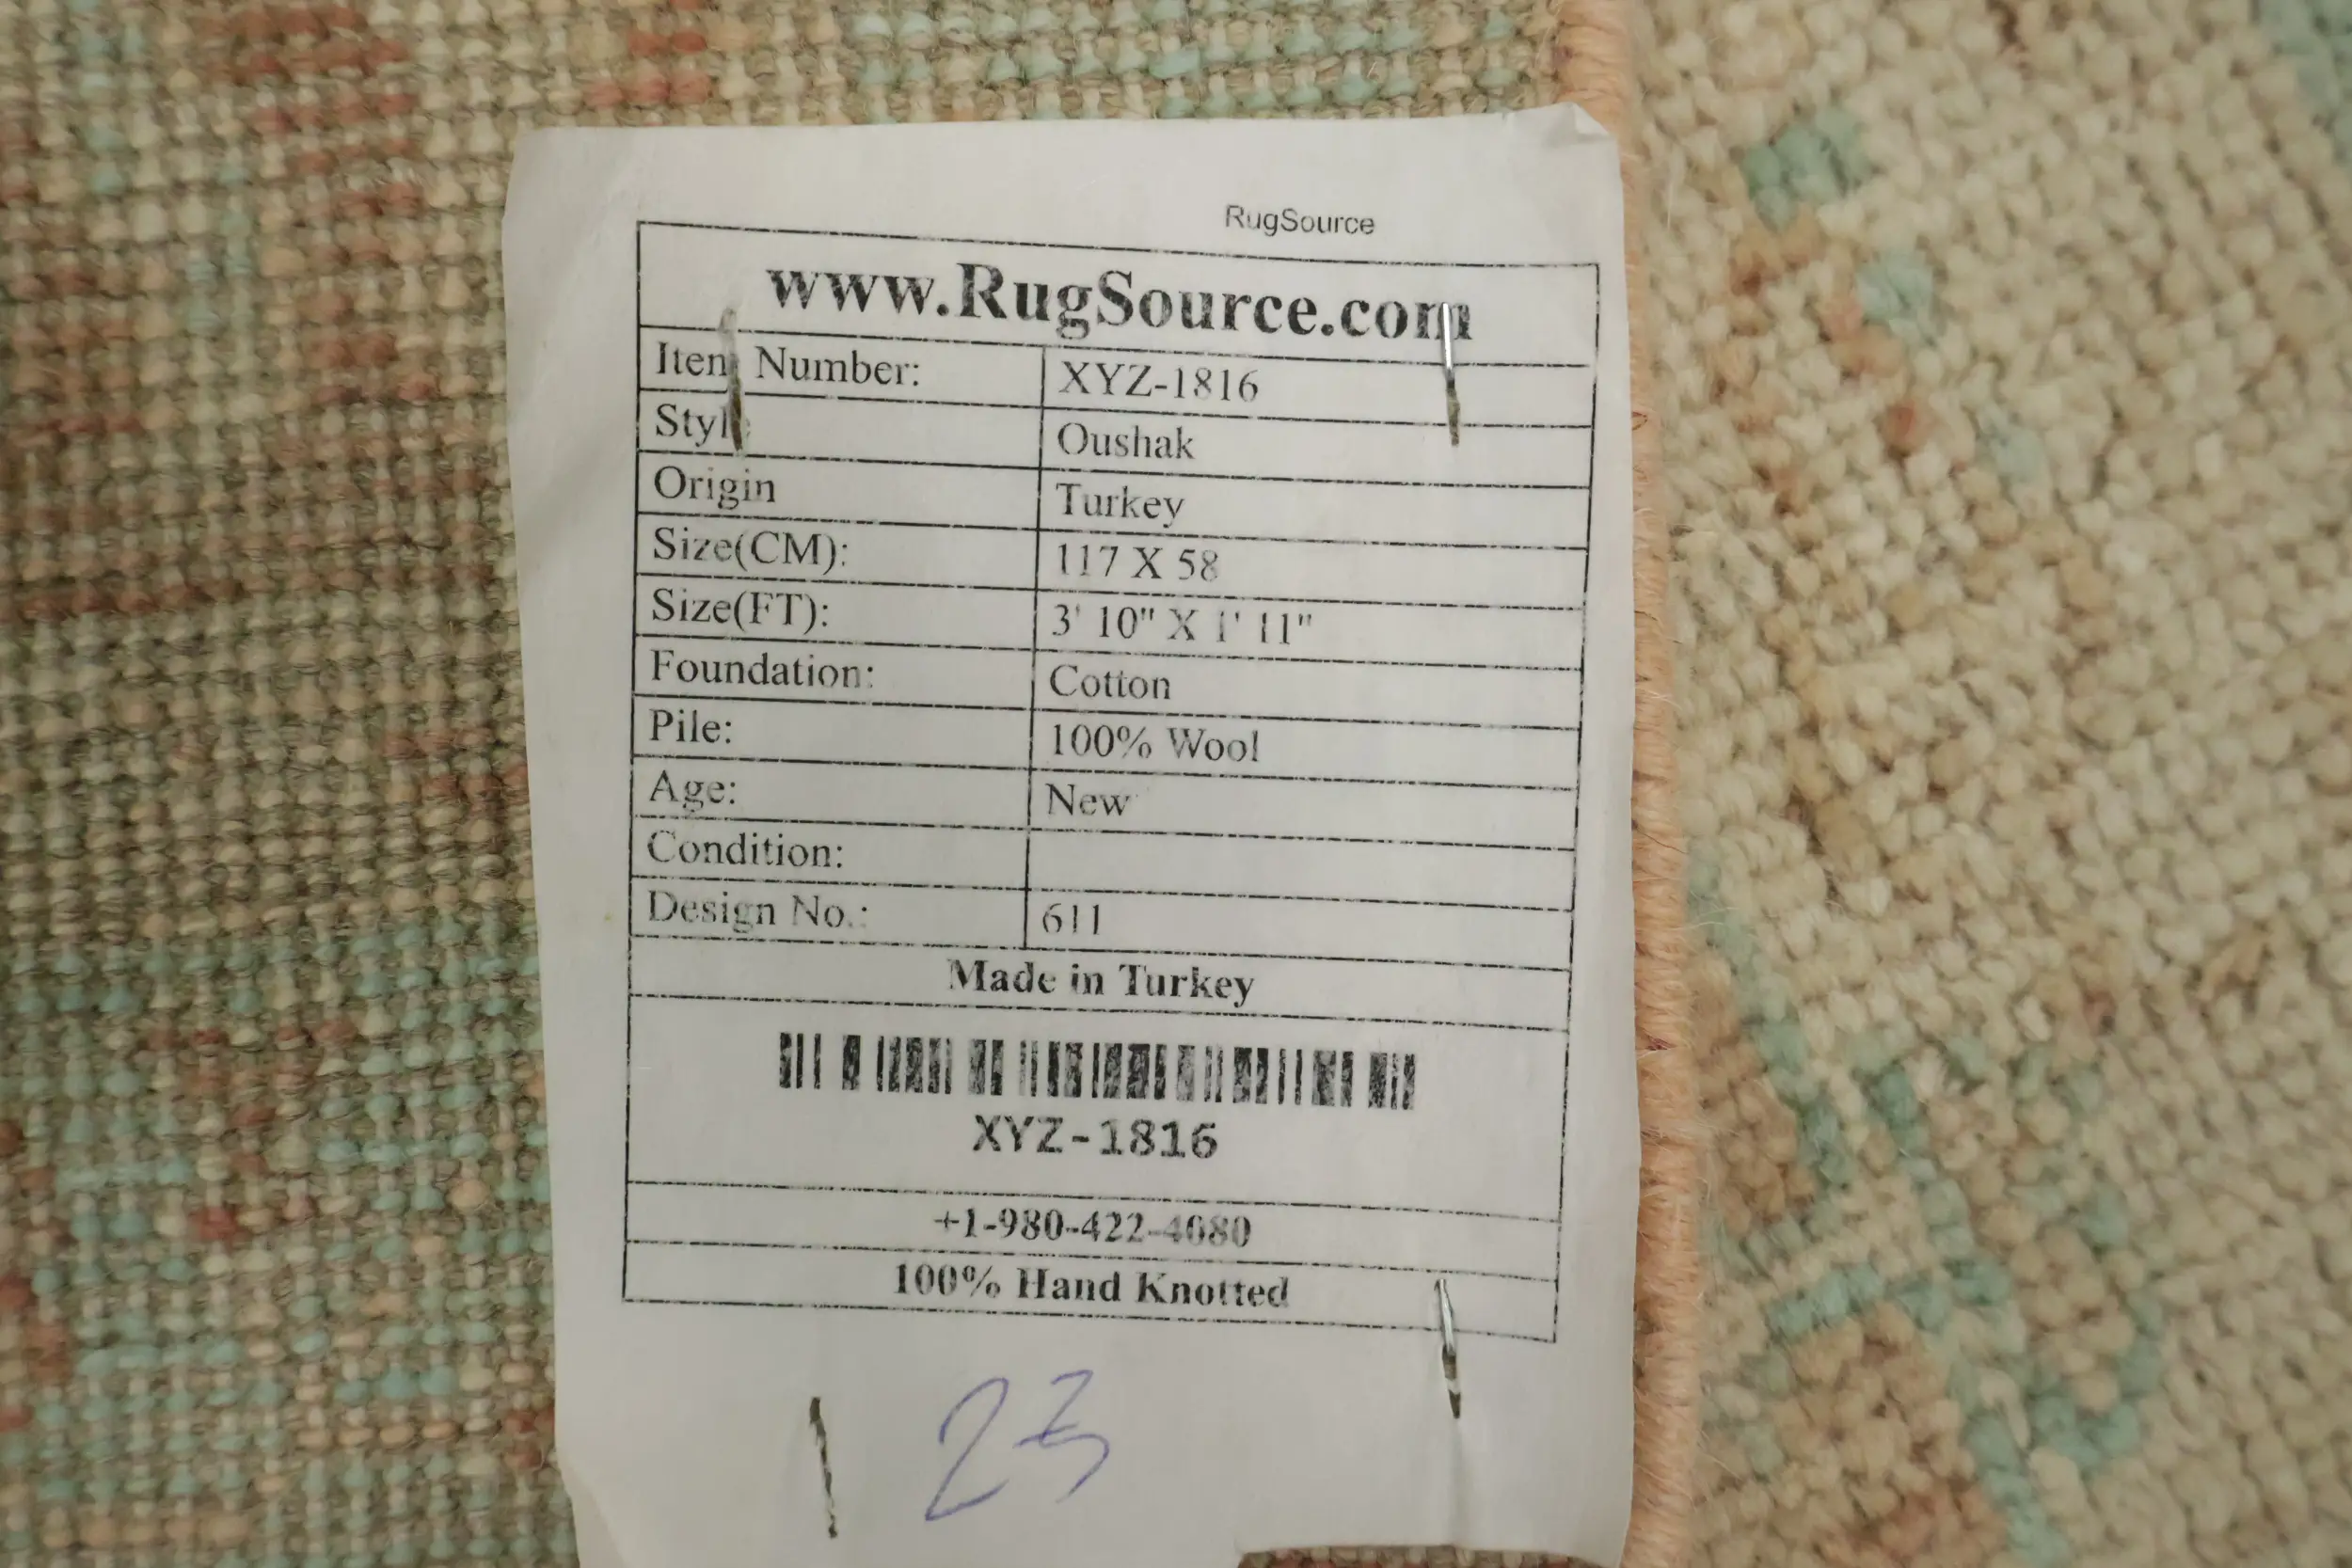 RugSource
www.RugSource.com
Item Number: XYZ-1816
Style Oushak
Origin Turkey
Size(CM): 117 X 58
Size(FT): 3' 10" X 1' 11"
Foundation: Cotton
Pile: 100% Wool
Age: New
Condition:
Design No.: 611
Made in Turkey
XYZ-1816
+1-980-422-4080
100% Hand Knotted
23